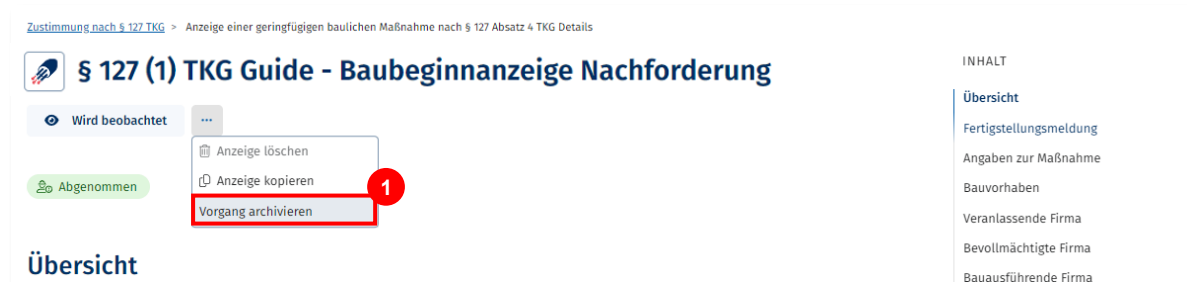 Zustimmung nach § 127 TKG > Anzeige einer geringfügigen baulichen Maßnahme nach § 127 Absatz 4 TKG Details
§ 127 (1) TKG Guide - Baubeginnanzeige Nachforderung
Wird beobachtet ...
Anzeige löschen
Anzeige kopieren
1
Vorgang archivieren
Abgenommen
Übersicht
INHALT
Übersicht
Fertigstellungsmeldung
Angaben zur Maßnahme
Bauvorhaben
Veranlassende Firma
Bevollmächtigte Firma
Bauausführende Firma